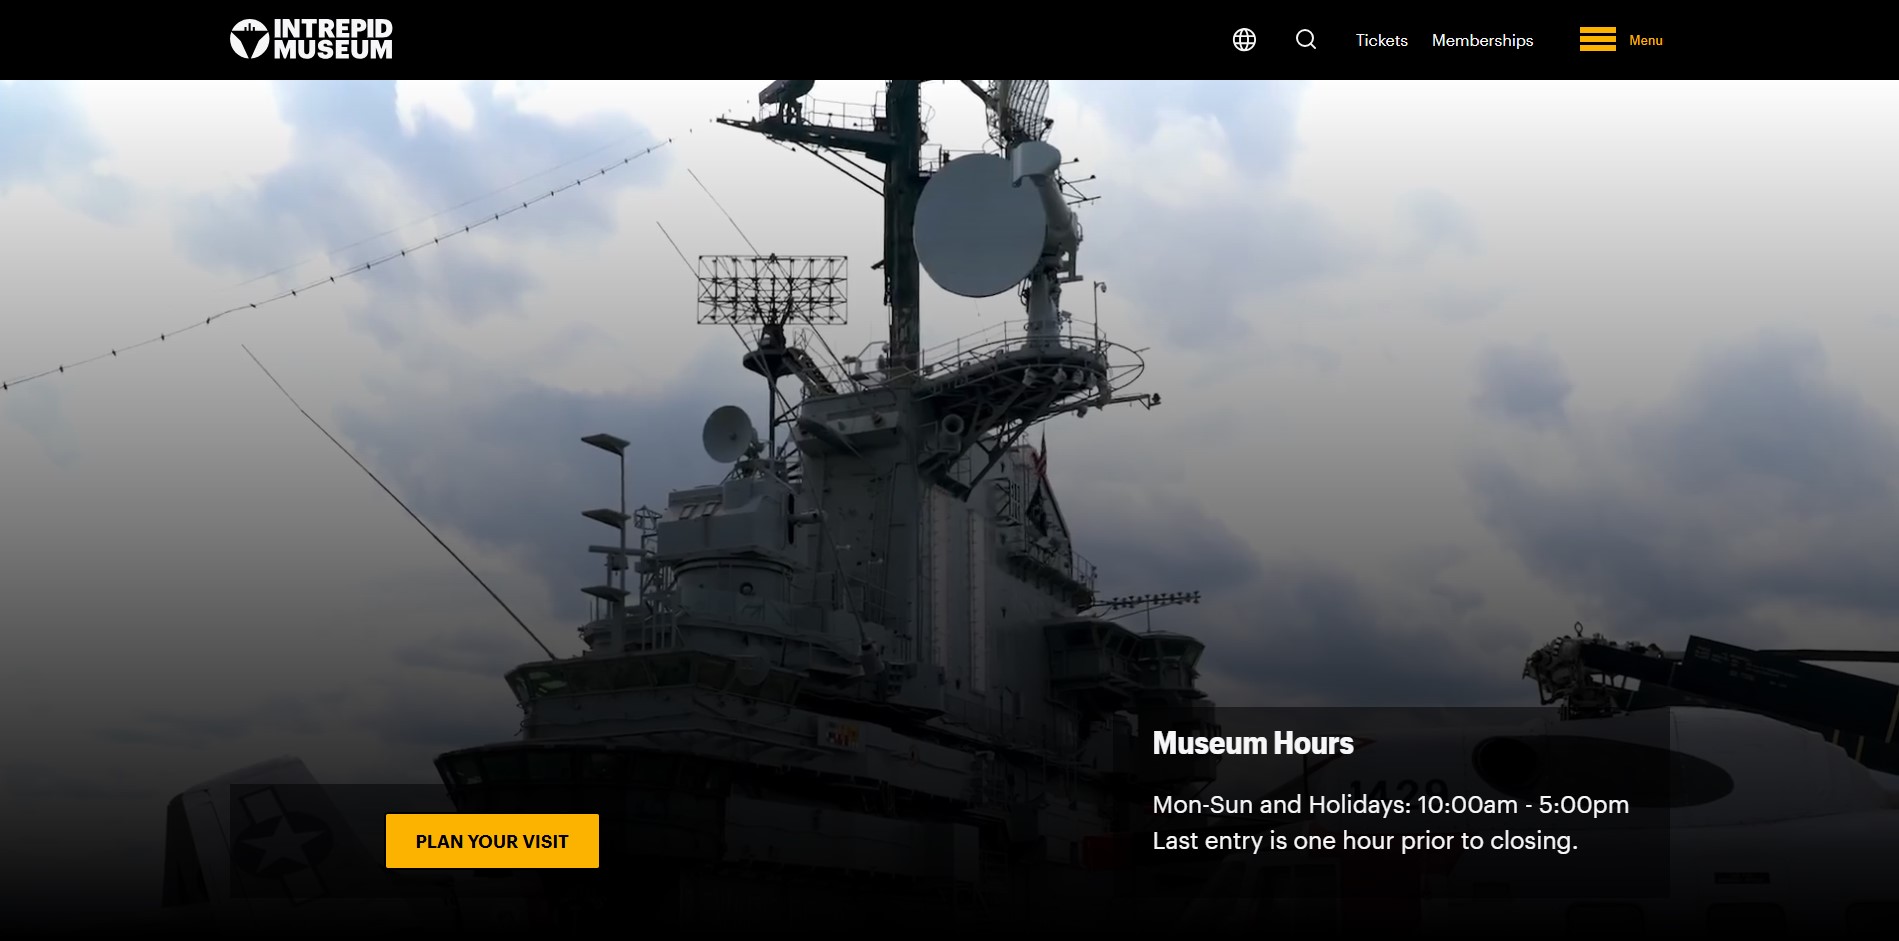 INTREPID
MUSEUM
Tickets
Memberships
Menu
1429
Museum Hours
Mon-Sun and Holidays: 10:00am - 5:00pm
Last entry is one hour prior to closing.
PLAN YOUR VISIT